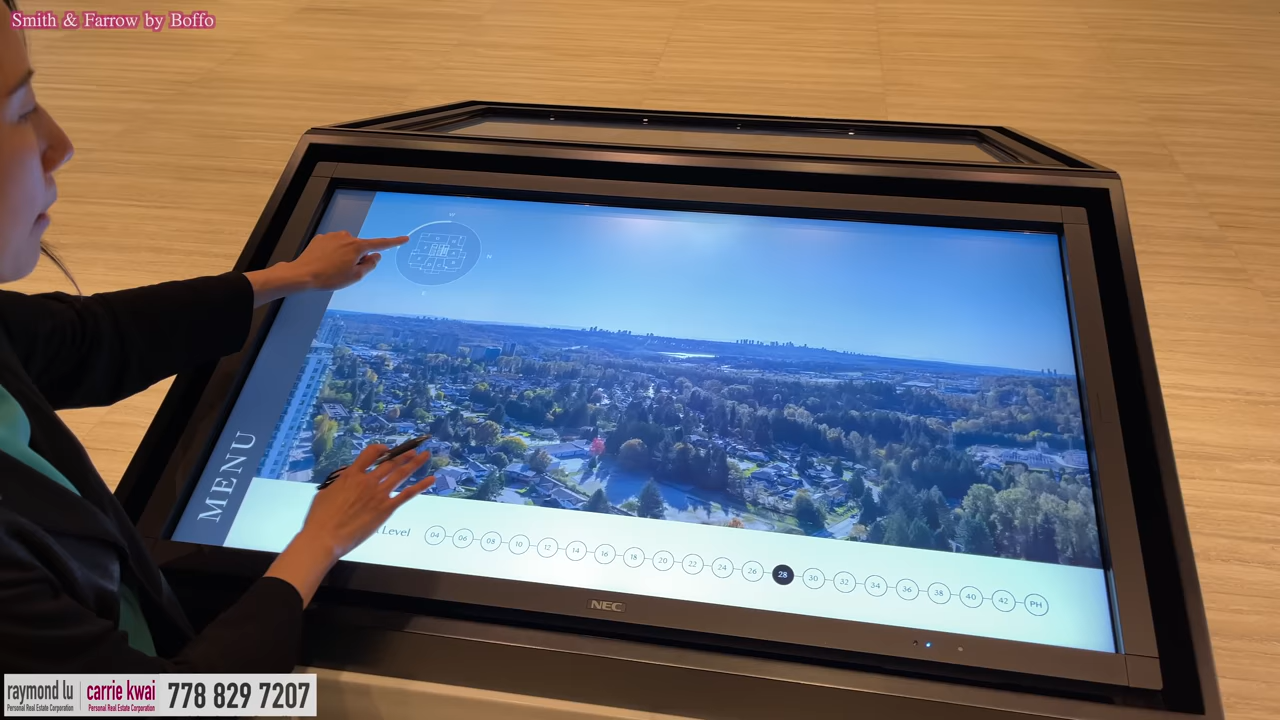 Smith & Farrow by Boffo
MENU
Level
04 06 08 10 12 14 16 18 20 22 24 26 28 30 32 34 36 38 40 42 PH
NEC
raymond lu
Personal Real Estate Corporation
carrie kwai
Personal Real Estate Corporation
778 829 7207